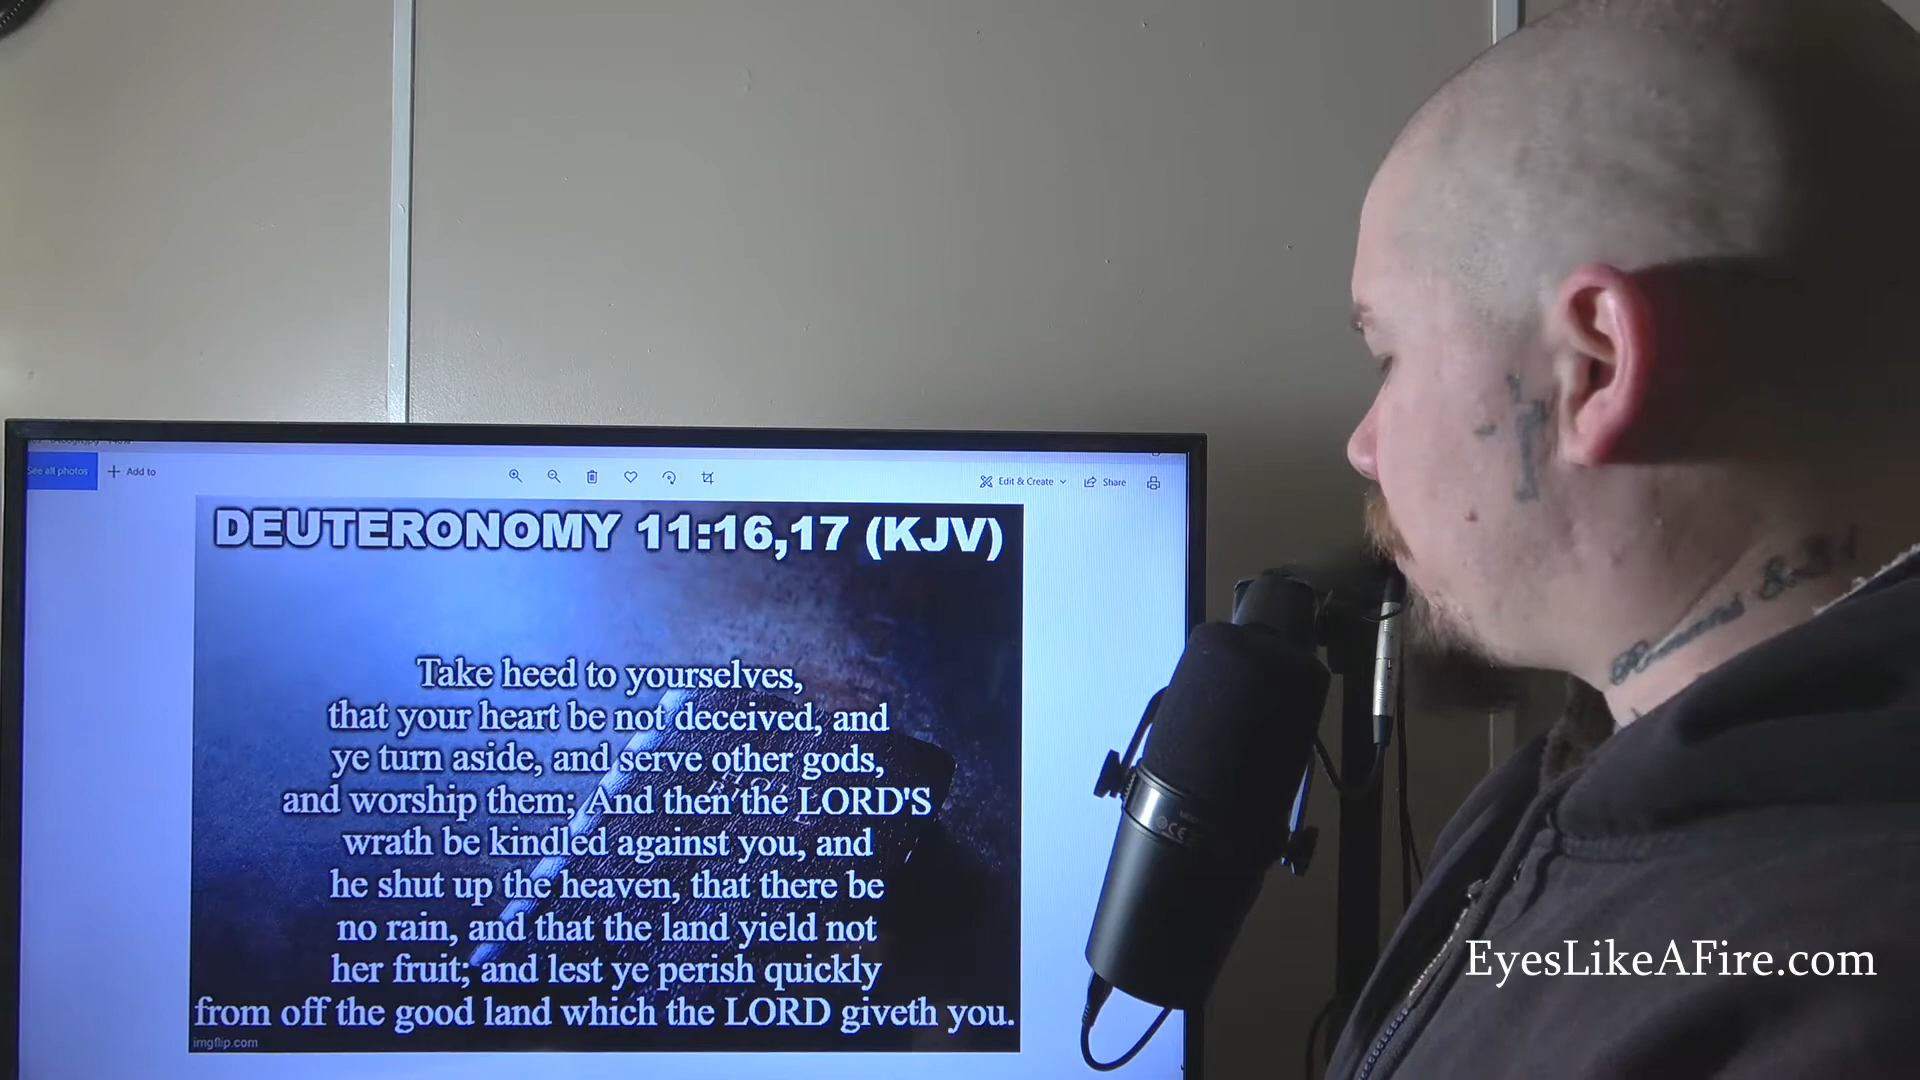 See all photos
Add to
Edit & Create
Share
DEUTERONOMY 11:16,17 (KJV)
Take heed to yourselves,
that your heart be not deceived, and
ye turn aside, and serve other gods,
and worship them; And then the LORD'S
wrath be kindled against you, and
he shut up the heaven, that there be
no rain, and that the land yield not
her fruit; and lest ye perish quickly
from off the good land which the LORD giveth you.
imgflip.com
EyesLikeAFire.com